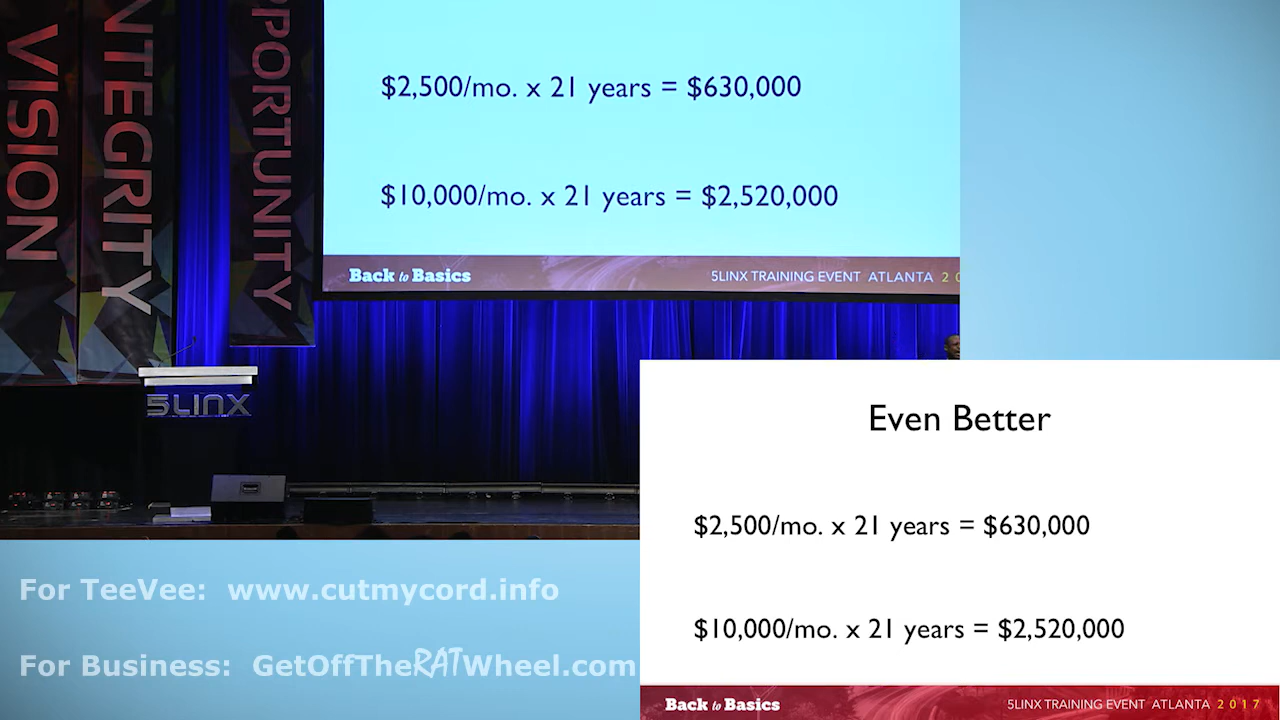 VISION
NTEGRITY
PPORTUNITY
$2,500/mo. x 21 years = $630,000
$10,000/mo. x 21 years = $2,520,000
Back to Basics
5LINX TRAINING EVENT ATLANTA 20
5LINX
Even Better
$2,500/mo. x 21 years = $630,000
$10,000/mo. x 21 years = $2,520,000
Back to Basics
5LINX TRAINING EVENT ATLANTA 2017
For TeeVee: www.cutmycord.info
For Business: GetOffTheRATWheel.com